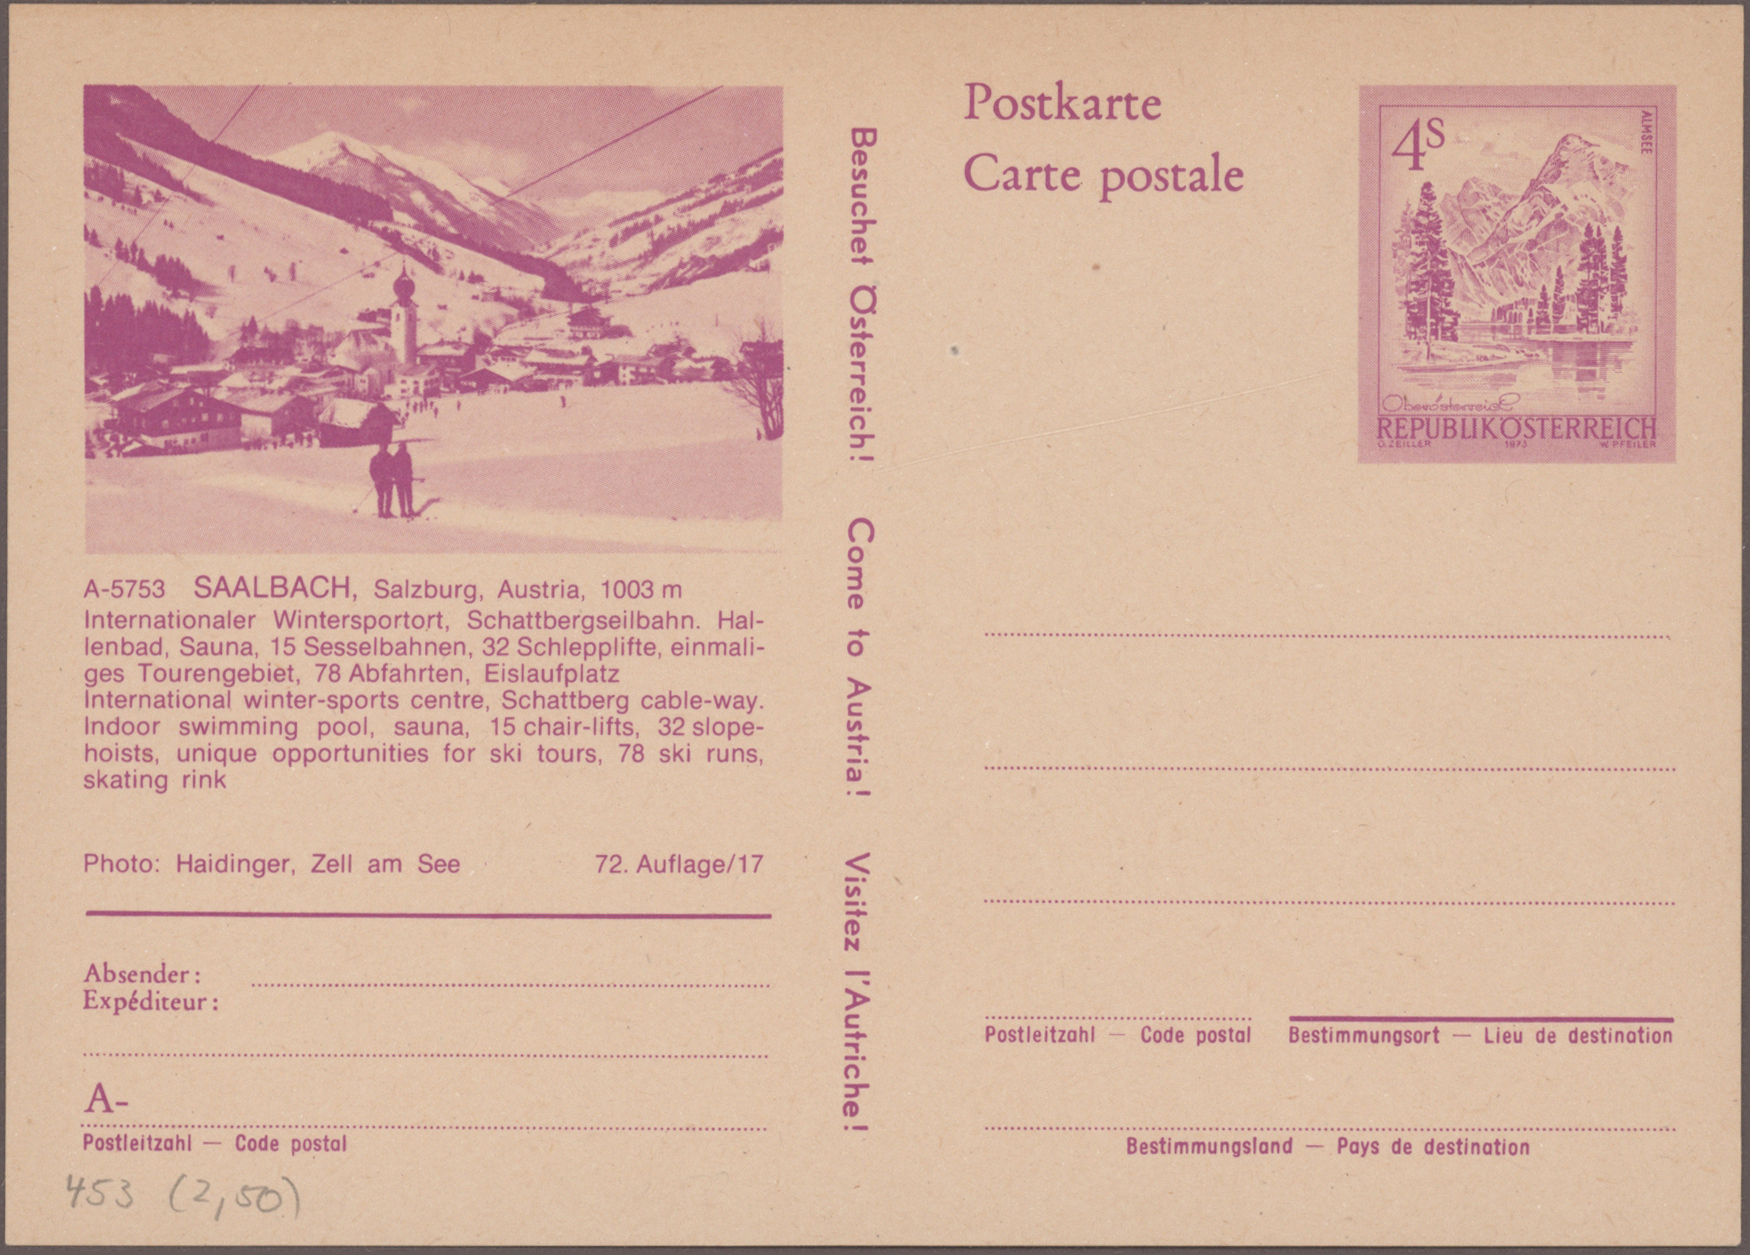 A-5753 SAALBACH, Salzburg, Austria, 1003 m
Internationaler Wintersportort, Schattbergseilbahn. Hal-
lenbad, Sauna, 15 Sesselbahnen, 32 Schlepplifte, einmali-
ges Tourengebiet, 78 Abfahrten, Eislaufplatz
International winter-sports centre, Schattberg cable-way.
Indoor swimming pool, sauna, 15 chair-lifts, 32 slope-
hoists, unique opportunities for ski tours, 78 ski runs,
skating rink
Photo: Haidinger, Zell am See 72. Auflage/17
Absender:
Expéditeur:
A-
Postleitzahl — Code postal
453 (2,50)
Besuchet Österreich! Come to Austria! Visitez l'Autriche!
Postkarte
Carte postale
4S
ALMSEE
Oberösterreich
REPUBLIK ÖSTERREICH
O. ZEILLER 1973 W. PFEILER
Postleitzahl — Code postal Bestimmungsort — Lieu de destination
Bestimmungsland — Pays de destination